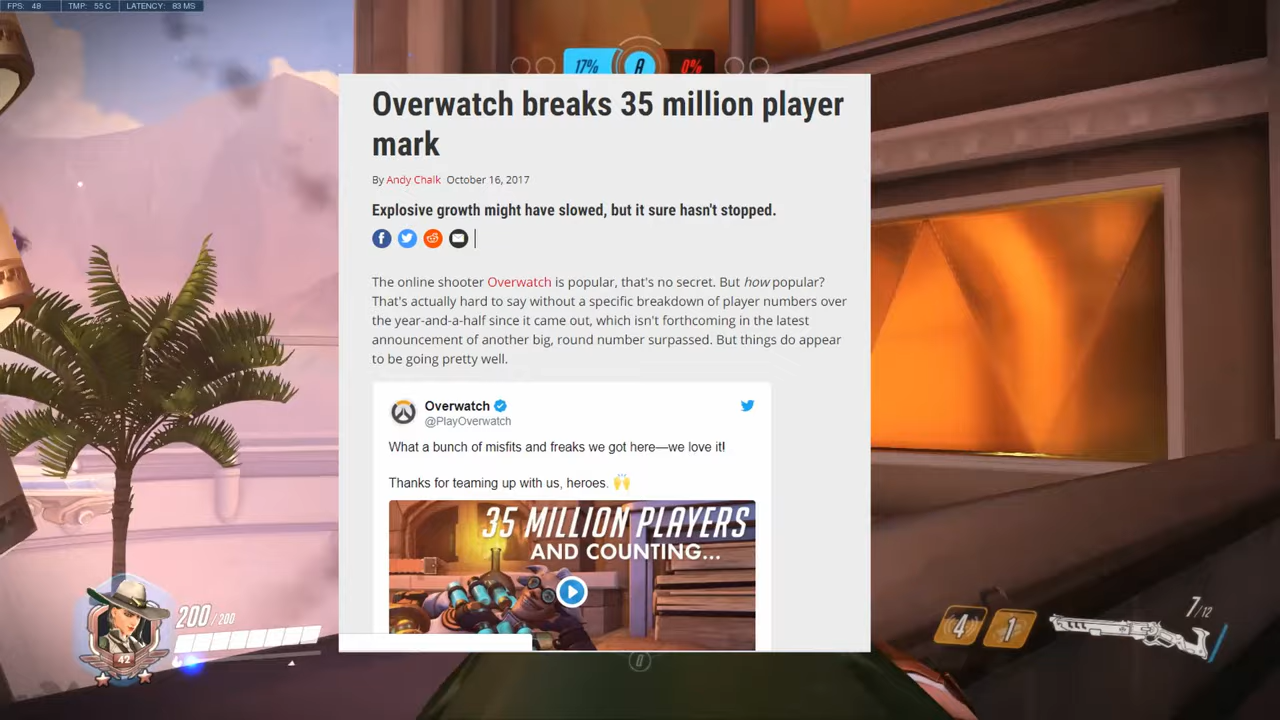 FPS: 48 TMP: 55 C LATENCY: 83 MS
17% A 0%
Overwatch breaks 35 million player
mark
By Andy Chalk October 16, 2017
Explosive growth might have slowed, but it sure hasn't stopped.
The online shooter Overwatch is popular, that's no secret. But how popular?
That's actually hard to say without a specific breakdown of player numbers over
the year-and-a-half since it came out, which isn't forthcoming in the latest
announcement of another big, round number surpassed. But things do appear
to be going pretty well.
Overwatch
@PlayOverwatch
What a bunch of misfits and freaks we got here—we love it!
Thanks for teaming up with us, heroes. 🙌
35 MILLION PLAYERS
AND COUNTING...
200/200
42
4 1 7/12